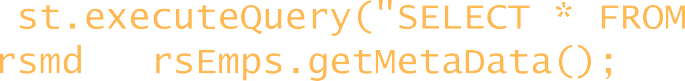 st.executeQuery("SELECT * FROM
rsmd rsEmps.getMetaData();